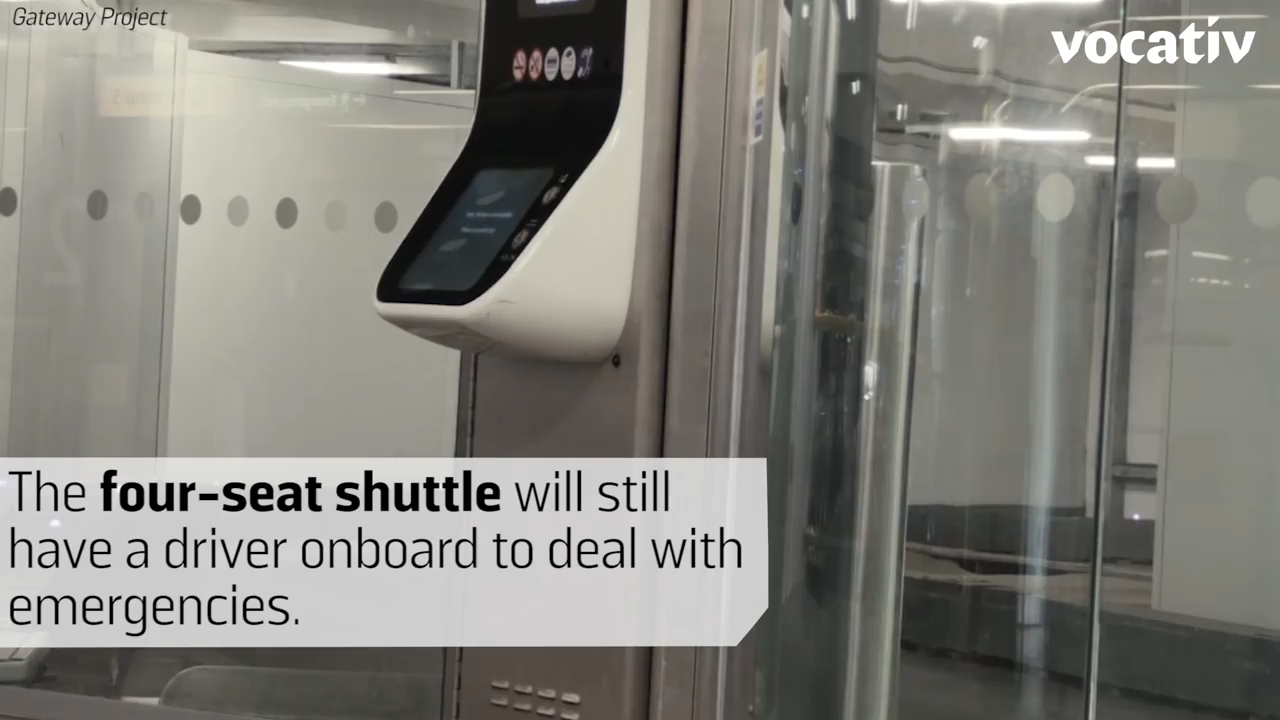 Gateway Project
vocativ
The four-seat shuttle will still
have a driver onboard to deal with
emergencies.